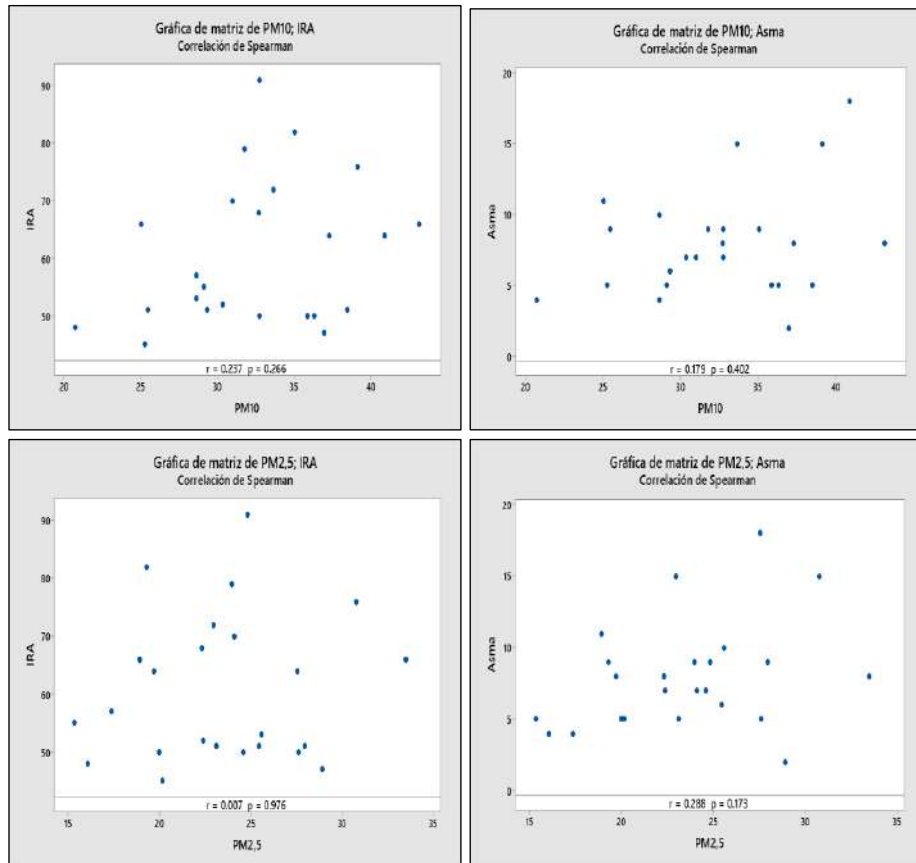 Gráfica de matriz de PM10; IRA
Correlación de Spearman
90
80
70
60
50
IRA
r = 0.237 p = 0.266
20 25 30 35 40
PM10
Gráfica de matriz de PM10; Asma
Correlación de Spearman
20
15
10
5
0
Asma
r = 0.179 p = 0.402
20 25 30 35 40
PM10
Gráfica de matriz de PM2,5; IRA
Correlación de Spearman
90
80
70
60
50
IRA
r = 0.007 p = 0.976
15 20 25 30 35
PM2,5
Gráfica de matriz de PM2,5; Asma
Correlación de Spearman
20
15
10
5
0
Asma
r = 0.288 p = 0.173
15 20 25 30 35
PM2,5